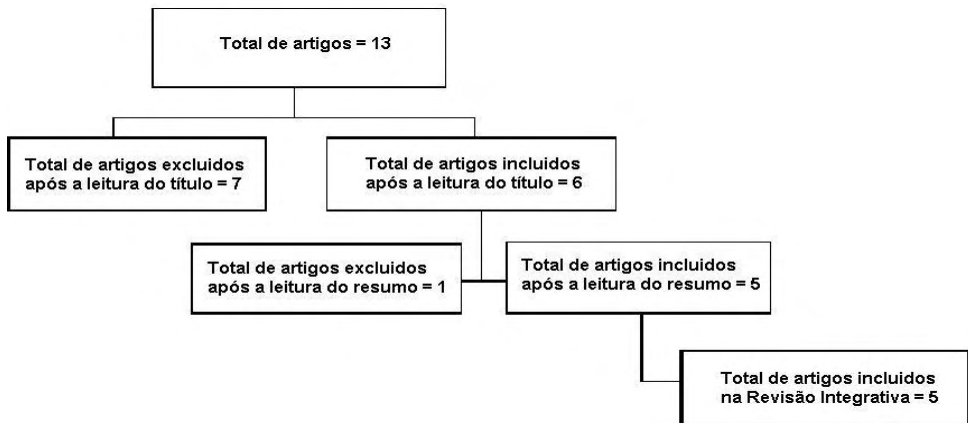 Total de artigos = 13
Total de artigos excluidos
após a leitura do título = 7
Total de artigos incluidos
após a leitura do título = 6
Total de artigos excluidos
após a leitura do resumo = 1
Total de artigos incluidos
após a leitura do resumo = 5
Total de artigos incluidos
na Revisão Integrativa = 5